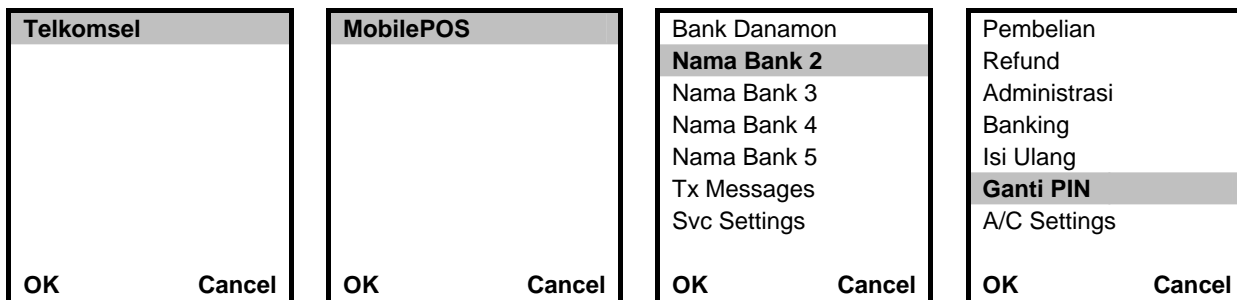 Telkomsel
OK Cancel
MobilePOS
OK Cancel
Bank Danamon
Nama Bank 2
Nama Bank 3
Nama Bank 4
Nama Bank 5
Tx Messages
Svc Settings
OK Cancel
Pembelian
Refund
Administrasi
Banking
Isi Ulang
Ganti PIN
A/C Settings
OK Cancel